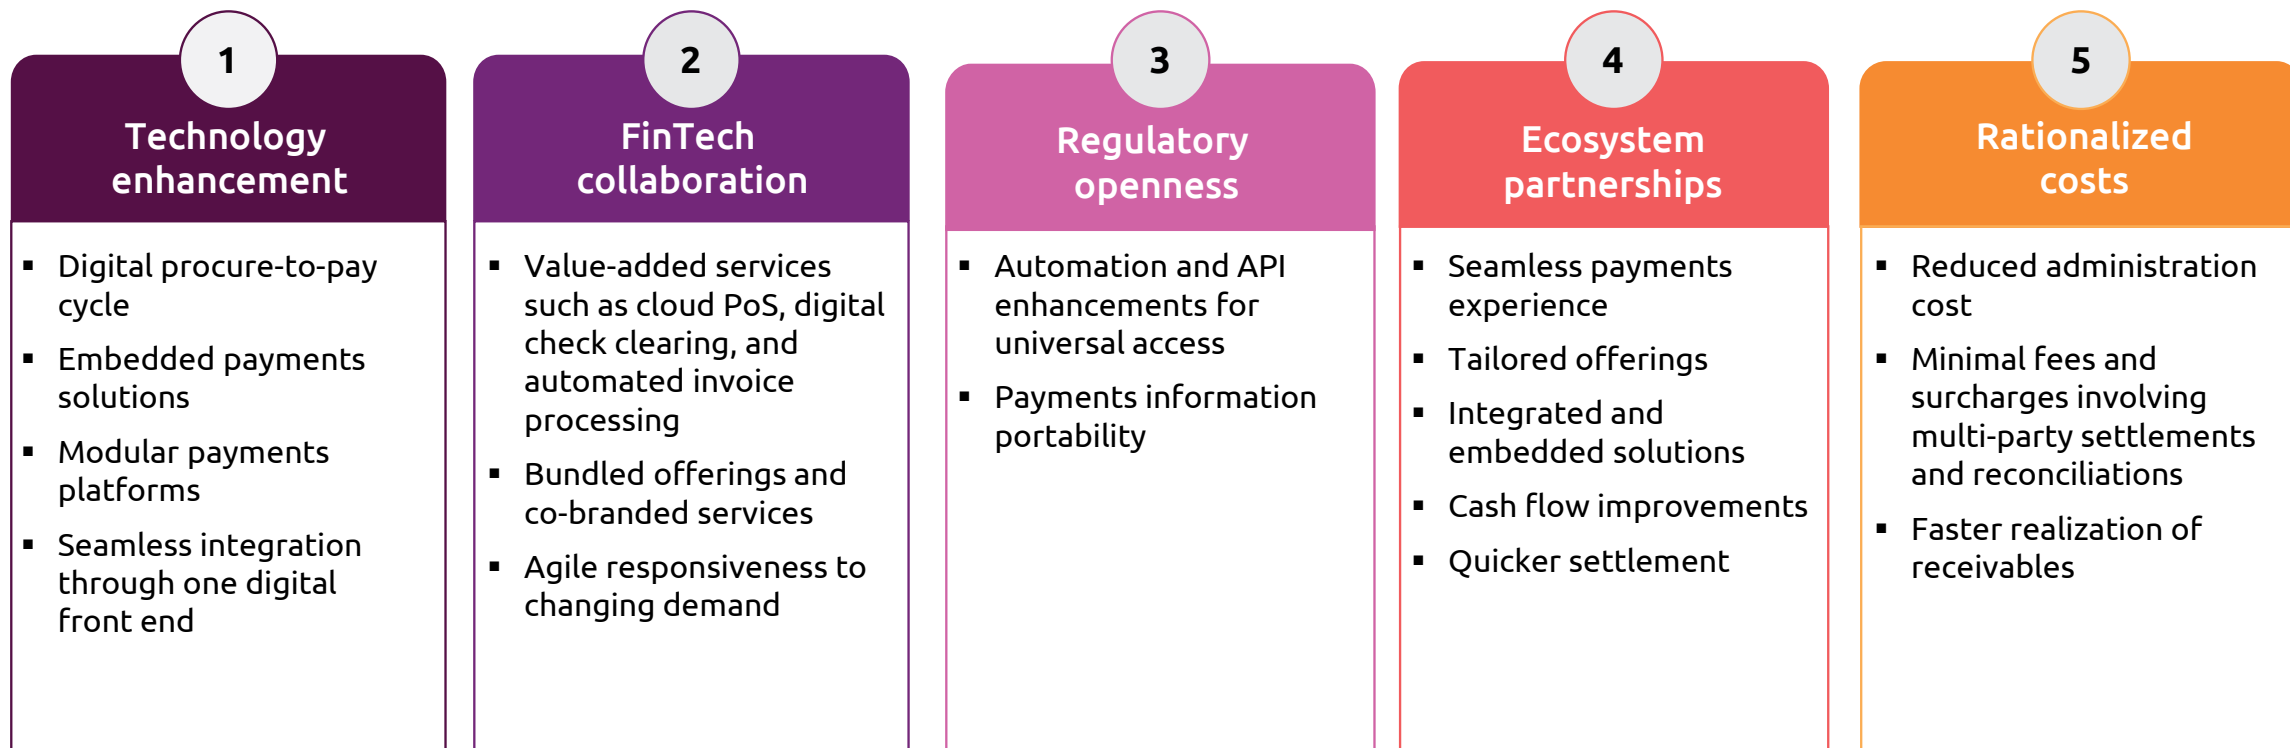 1
Technology
enhancement
▪ Digital procure-to-pay
cycle
▪ Embedded payments
solutions
▪ Modular payments
platforms
▪ Seamless integration
through one digital
front end
2
FinTech
collaboration
▪ Value-added services
such as cloud PoS, digital
check clearing, and
automated invoice
processing
▪ Bundled offerings and
co-branded services
▪ Agile responsiveness to
changing demand
3
Regulatory
openness
▪ Automation and API
enhancements for
universal access
▪ Payments information
portability
4
Ecosystem
partnerships
▪ Seamless payments
experience
▪ Tailored offerings
▪ Integrated and
embedded solutions
▪ Cash flow improvements
▪ Quicker settlement
5
Rationalized
costs
▪ Reduced administration
cost
▪ Minimal fees and
surcharges involving
multi-party settlements
and reconciliations
▪ Faster realization of
receivables